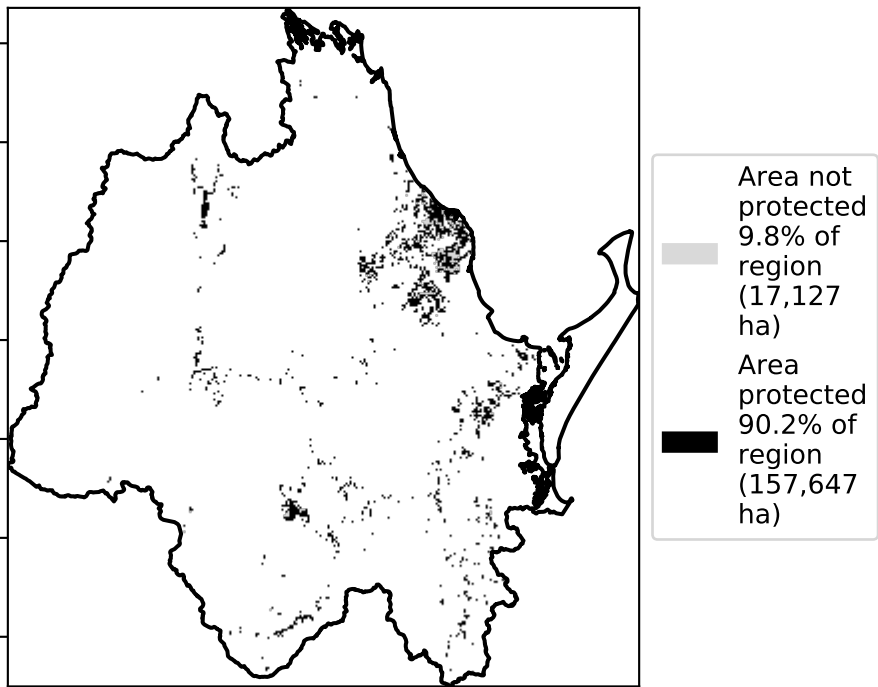 Area not
protected
9.8% of
region
(17,127
ha)
Area
protected
90.2% of
region
(157,647
ha)